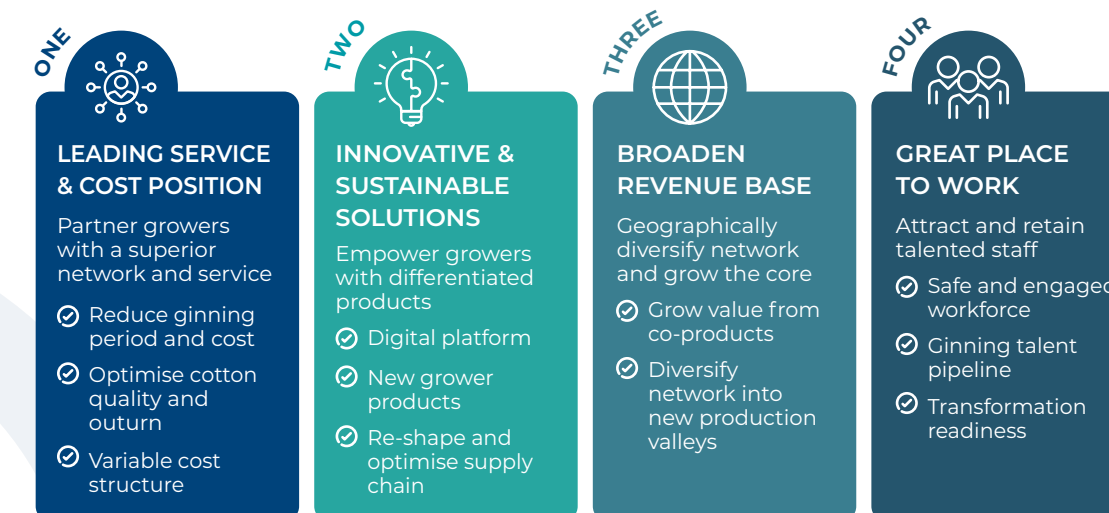 ONE
LEADING SERVICE
& COST POSITION
Partner growers
with a superior
network and service
Reduce ginning
period and cost
Optimise cotton
quality and
outurn
Variable cost
structure
TWO
INNOVATIVE &
SUSTAINABLE
SOLUTIONS
Empower growers
with differentiated
products
Digital platform
New grower
products
Re-shape and
optimise supply
chain
THREE
BROADEN
REVENUE BASE
Geographically
diversify network
and grow the core
Grow value from
co-products
Diversify
network into
new production
valleys
FOUR
GREAT PLACE
TO WORK
Attract and retain
talented staff
Safe and engaged
workforce
Ginning talent
pipeline
Transformation
readiness